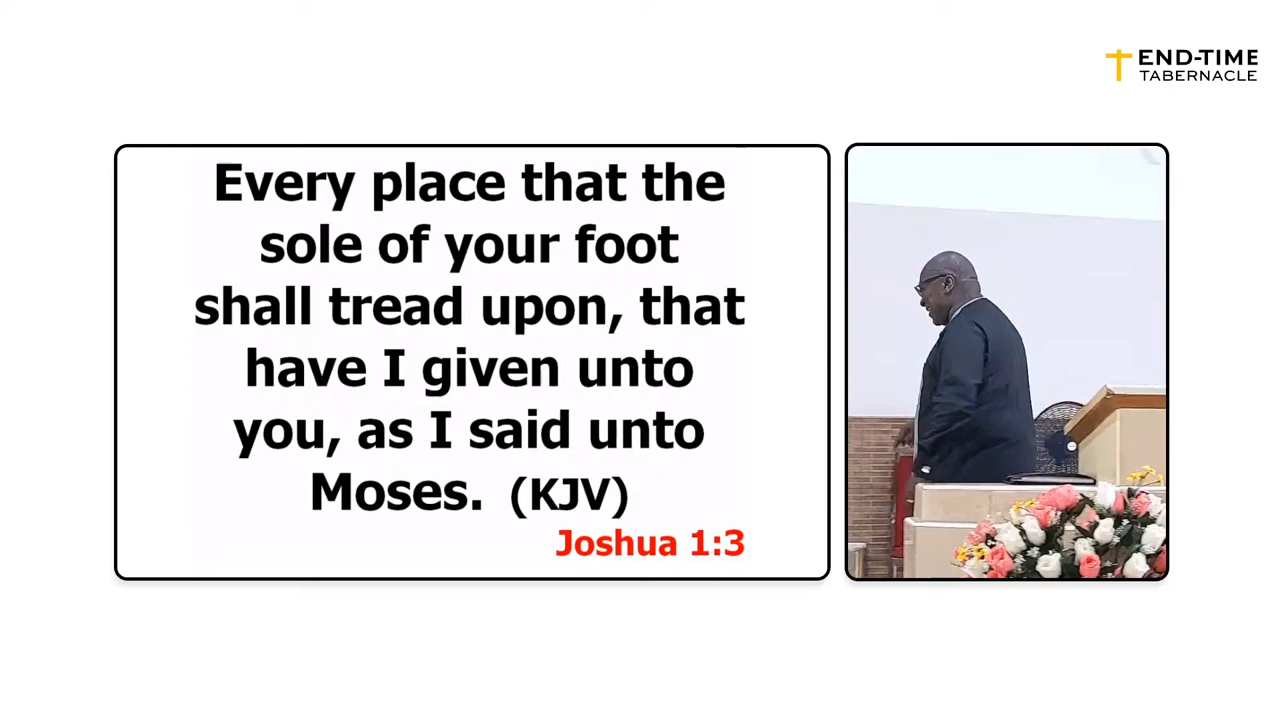 END-TIME
TABERNACLE
Every place that the
sole of your foot
shall tread upon, that
have I given unto
you, as I said unto
Moses. (KJV)
Joshua 1:3